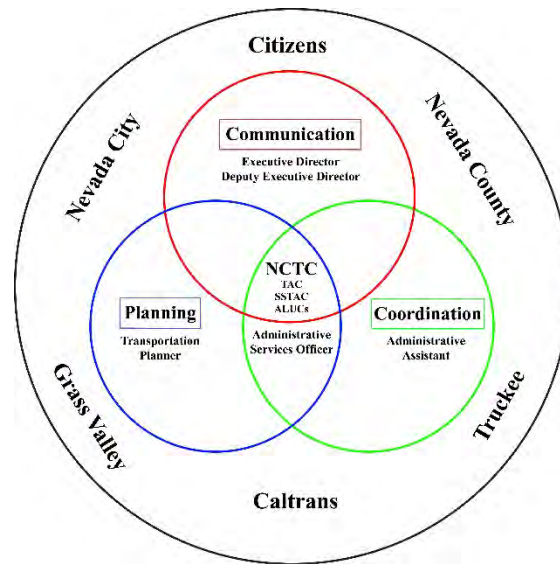 Citizens
Nevada City
Nevada County
Communication
Executive Director
Deputy Executive Director
NCTC
TAC
SSTAC
ALUCs
Planning
Transportation
Planner
Administrative
Services Officer
Coordination
Administrative
Assistant
Grass Valley
Truckee
Caltrans